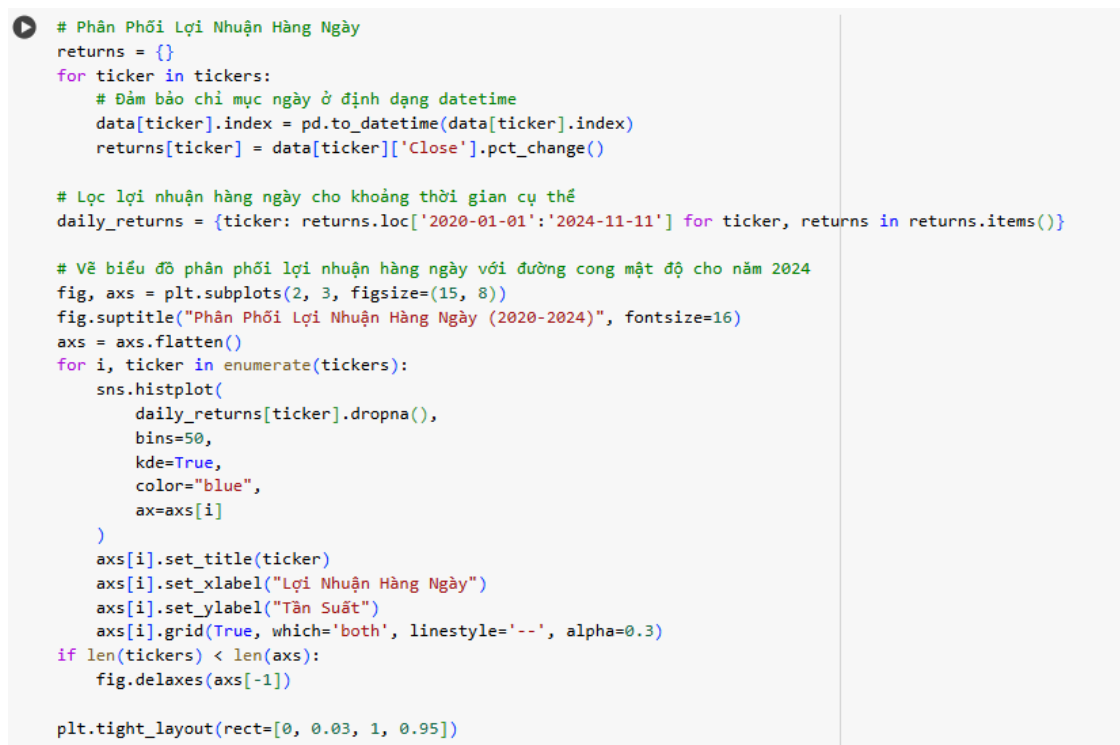 # Phân Phối Lợi Nhuận Hàng Ngày
returns = {}
for ticker in tickers:
    # Đảm bảo chỉ mục ngày ở định dạng datetime
    data[ticker].index = pd.to_datetime(data[ticker].index)
    returns[ticker] = data[ticker]['Close'].pct_change()

# Lọc lợi nhuận hàng ngày cho khoảng thời gian cụ thể
daily_returns = {ticker: returns.loc['2020-01-01':'2024-11-11'] for ticker, returns in returns.items()}

# Vẽ biểu đồ phân phối lợi nhuận hàng ngày với đường cong mật độ cho năm 2024
fig, axs = plt.subplots(2, 3, figsize=(15, 8))
fig.suptitle("Phân Phối Lợi Nhuận Hàng Ngày (2020-2024)", fontsize=16)
axs = axs.flatten()
for i, ticker in enumerate(tickers):
    sns.histplot(
        daily_returns[ticker].dropna(),
        bins=50,
        kde=True,
        color="blue",
        ax=axs[i]
    )
    axs[i].set_title(ticker)
    axs[i].set_xlabel("Lợi Nhuận Hàng Ngày")
    axs[i].set_ylabel("Tần Suất")
    axs[i].grid(True, which='both', linestyle='--', alpha=0.3)
if len(tickers) < len(axs):
    fig.delaxes(axs[-1])

plt.tight_layout(rect=[0, 0.03, 1, 0.95])